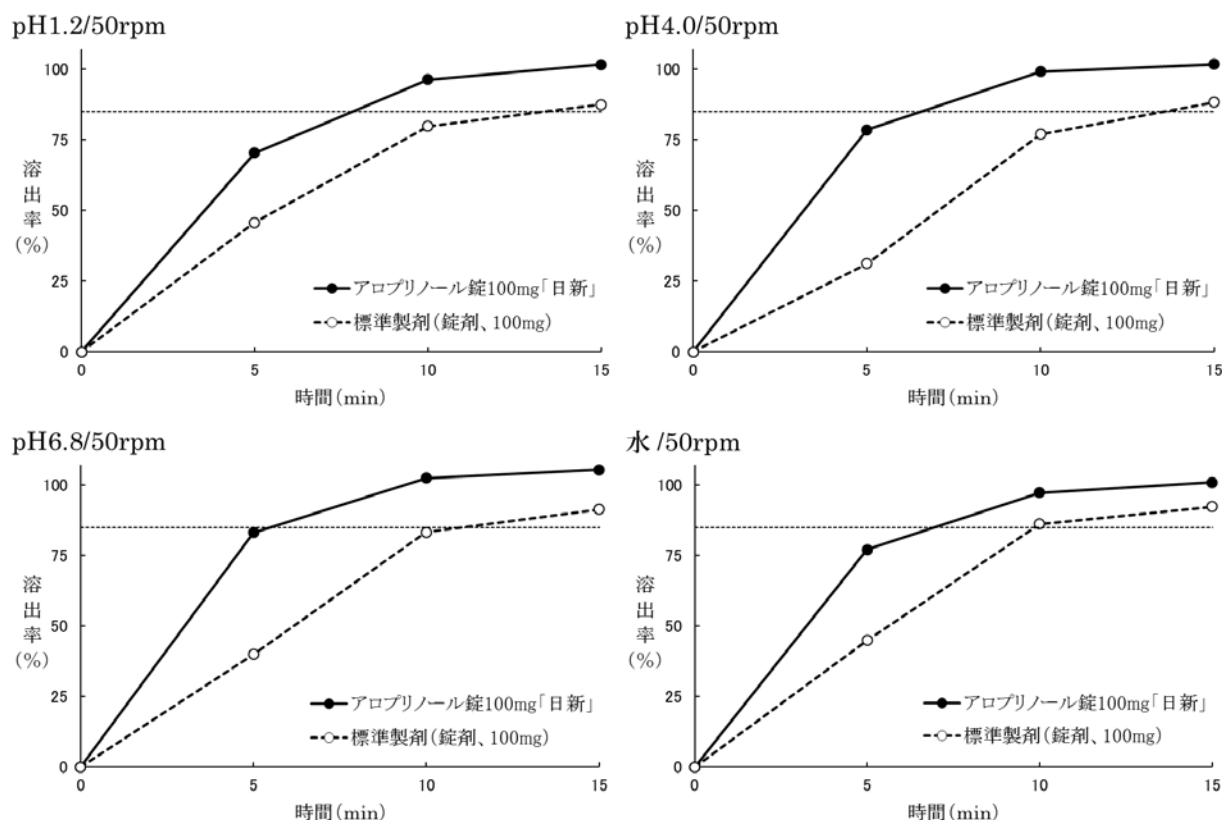 pH1.2/50rpm
100
75
50
25
0
溶出率(%)
0 5 10 15
時間(min)
アロプリノール錠100mg「日新」
標準製剤(錠剤、100mg)
pH4.0/50rpm
100
75
50
25
0
溶出率(%)
0 5 10 15
時間(min)
アロプリノール錠100mg「日新」
標準製剤(錠剤、100mg)
pH6.8/50rpm
100
75
50
25
0
溶出率(%)
0 5 10 15
時間(min)
アロプリノール錠100mg「日新」
標準製剤(錠剤、100mg)
水 /50rpm
100
75
50
25
0
溶出率(%)
0 5 10 15
時間(min)
アロプリノール錠100mg「日新」
標準製剤(錠剤、100mg)